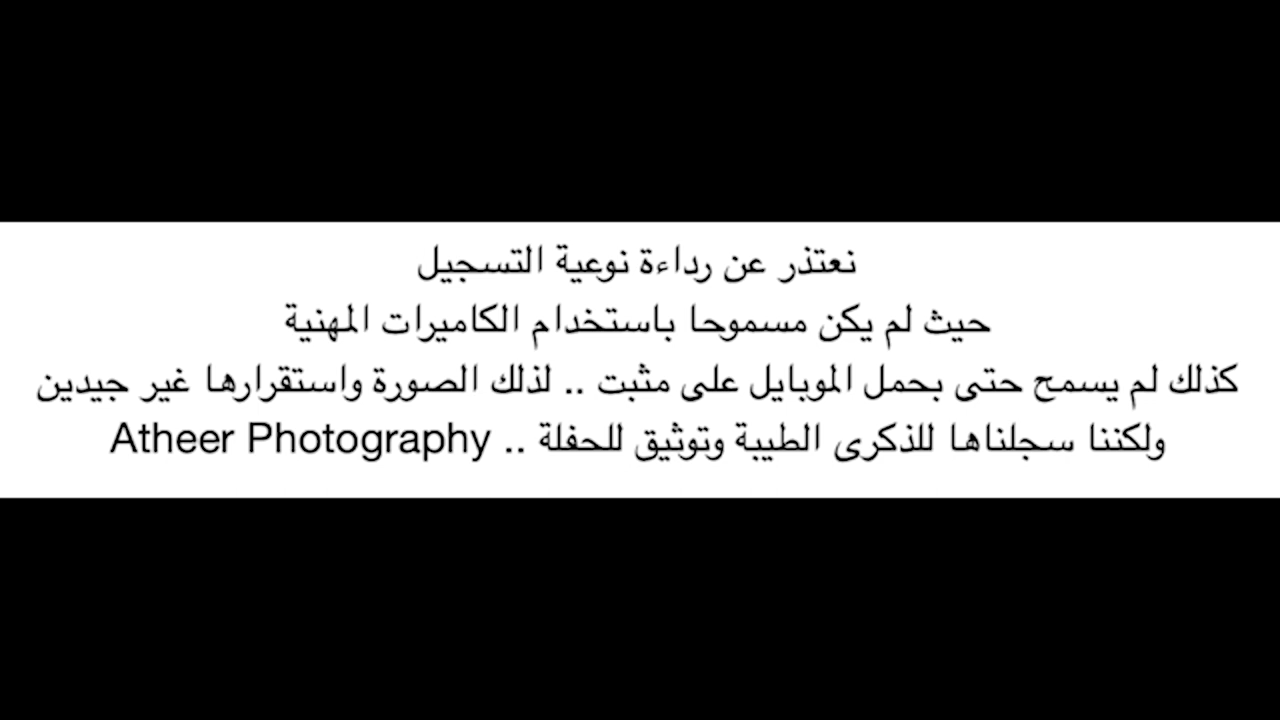 نعتذر عن رداءة نوعية التسجيل
حيث لم يكن مسموحا باستخدام الكاميرات المهنية
كذلك لم يسمح حتى بحمل الموبايل على مثبت .. لذلك الصورة واستقرارها غير جيدين
ولكننا سجلناها للذكرى الطيبة وتوثيق للحفلة .. Atheer Photography